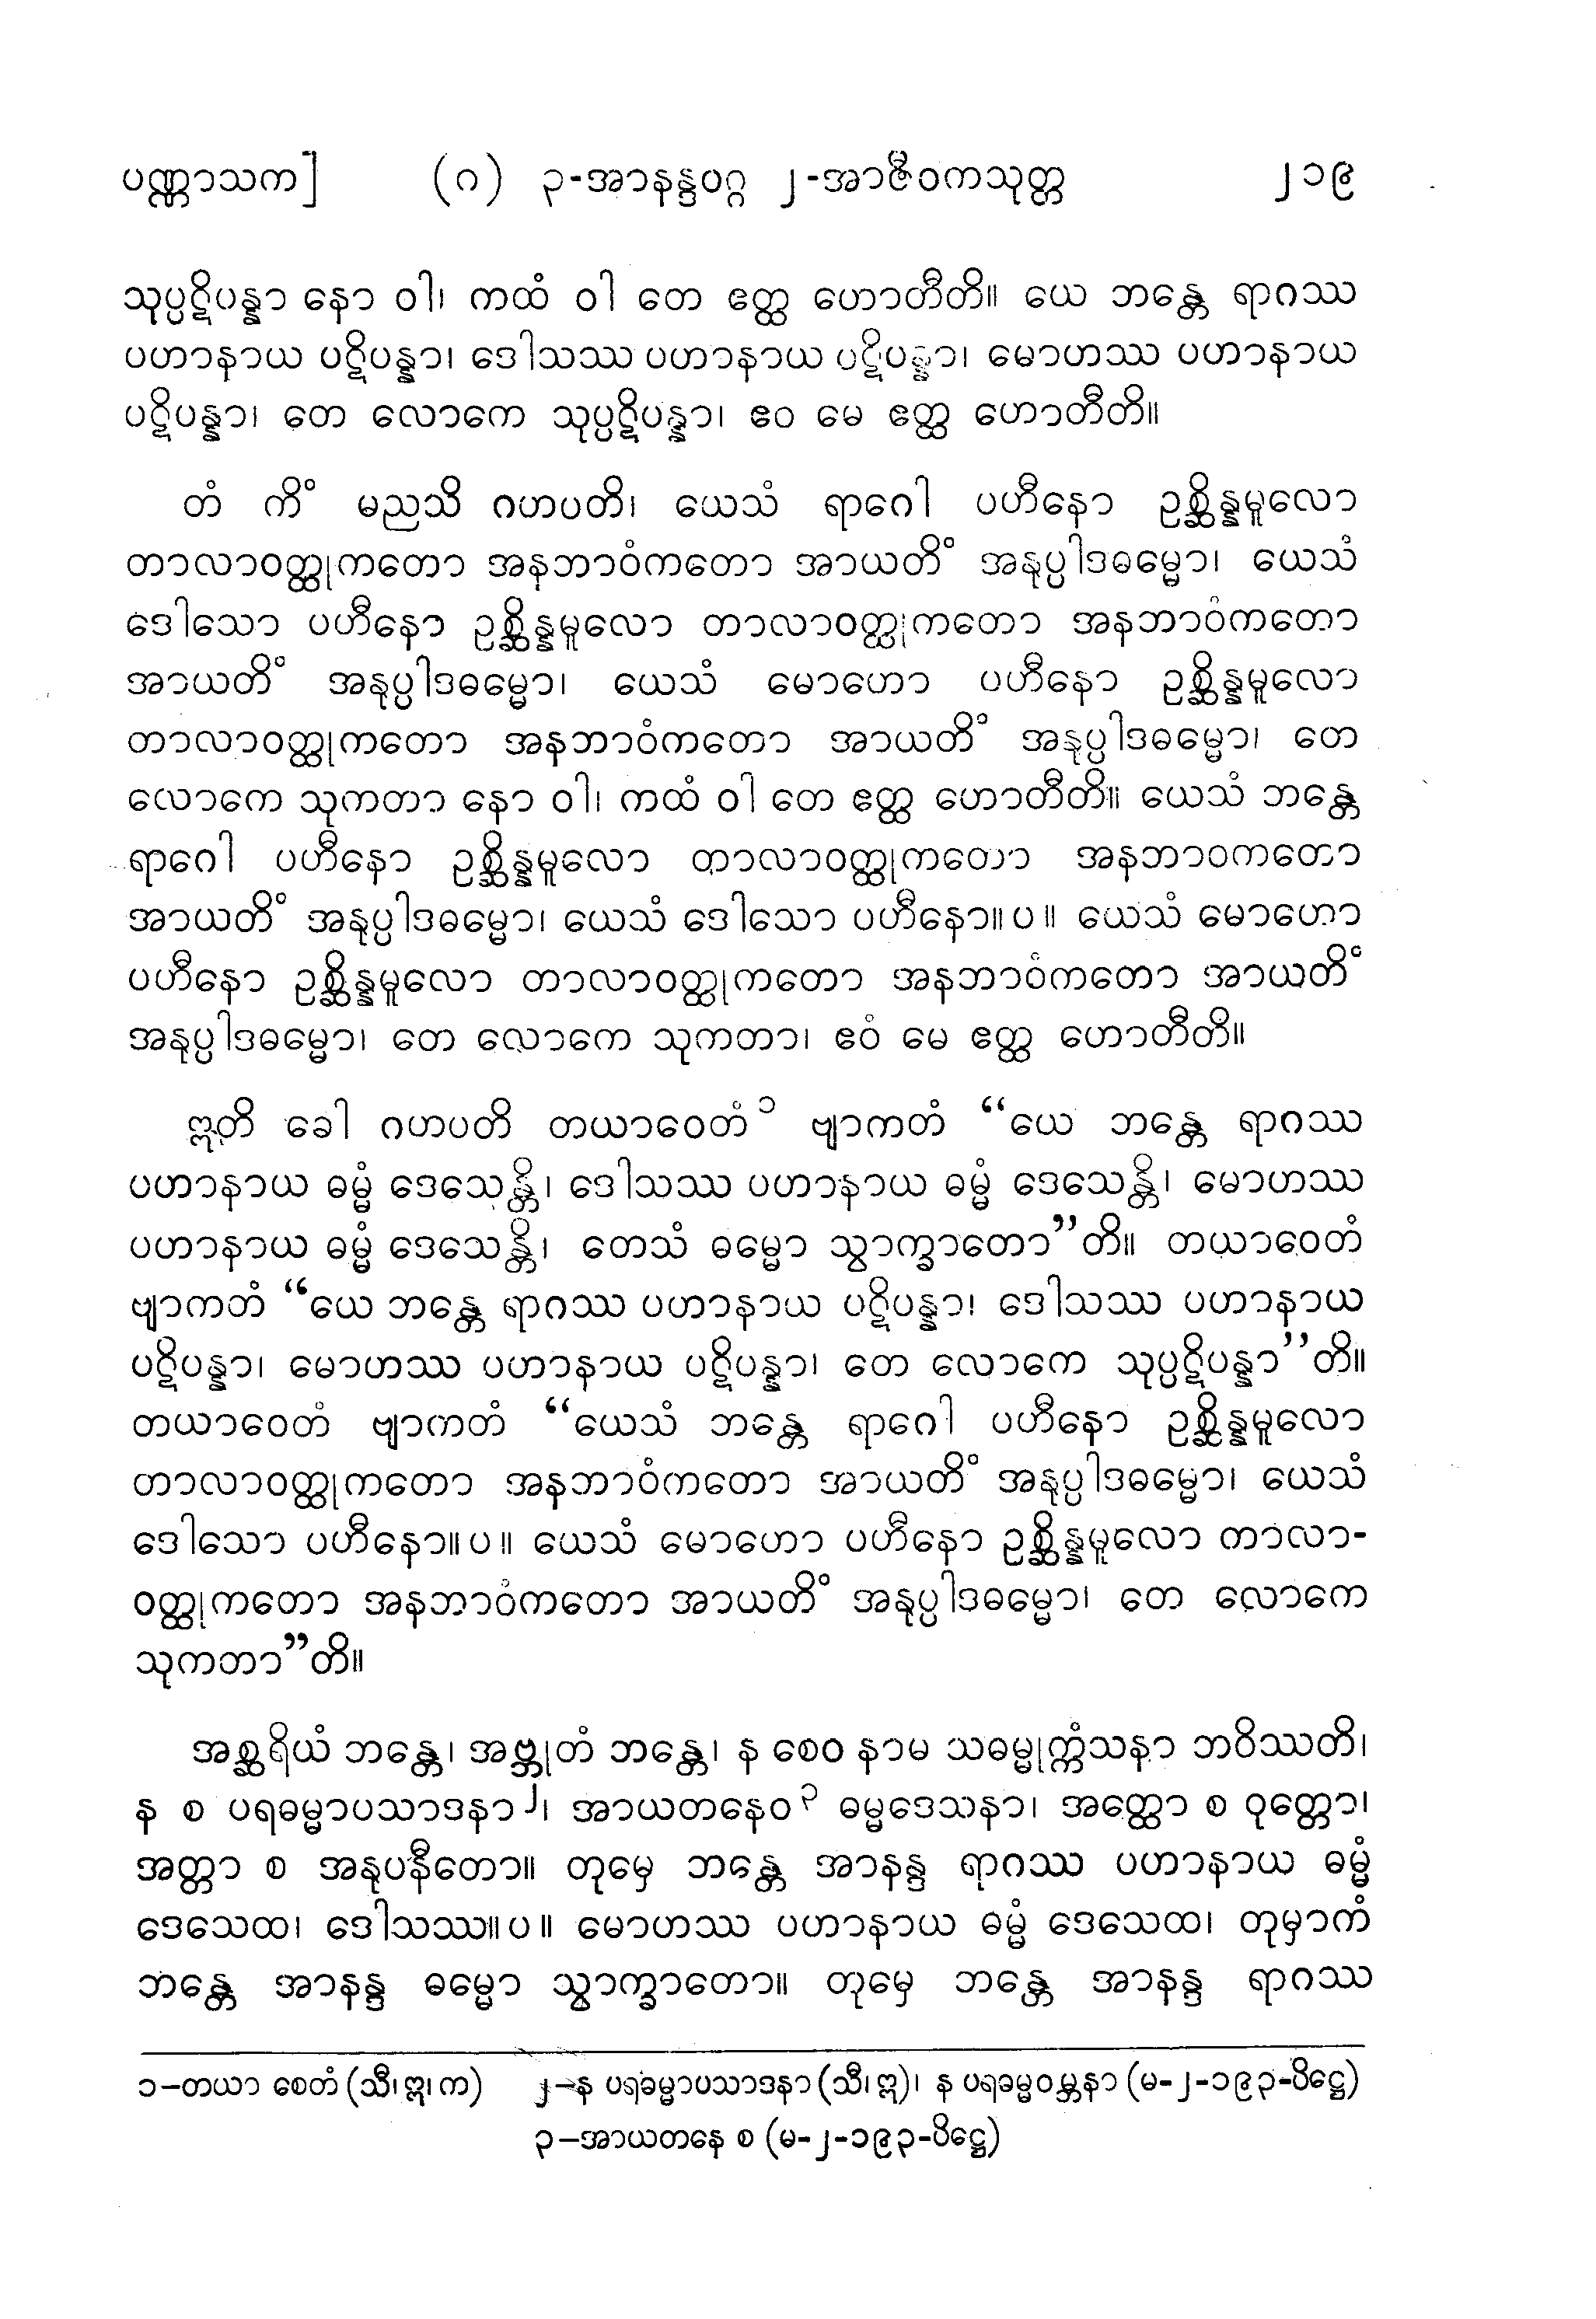 ပဏ္ဏာသက] (ဂ) ၃-အာနန္ဒဝဂ္ဂ ၂-အာဇီဝကသုတ္တ ၂၁၉
သုပ္ပဋိပန္နာ နော ဝါ၊ ကထံ ဝါ တေ ဧတ္ထ ဟောတီတိ။ ယေ ဘန္တေ ရာဂဿ
ပဟာနာယ ပဋိပန္နာ၊ ဒေါသဿ ပဟာနာယ ပဋိပန္နာ၊ မောဟဿ ပဟာနာယ
ပဋိပန္နာ၊ တေ လောကေ သုပ္ပဋိပန္နာ၊ ဧဝ မေ ဧတ္ထ ဟောတီတိ။
တံ ကိံ မညသိ ဂဟပတိ၊ ယေသံ ရာဂေါ ပဟီနော ဥစ္ဆိန္နမူလော
တာလာဝတ္ထုကတော အနဘာဝံကတော အာယတိံ အနုပ္ပါဒဓမ္မော၊ ယေသံ
ဒေါသော ပဟီနော ဥစ္ဆိန္နမူလော တာလာဝတ္ထုကတော အနဘာဝံကတော
အာယတိံ အနုပ္ပါဒဓမ္မော၊ ယေသံ မောဟော ပဟီနော ဥစ္ဆိန္နမူလော
တာလာဝတ္ထုကတော အနဘာဝံကတော အာယတိံ အနုပ္ပါဒဓမ္မော၊ တေ
လောကေ သုကတာ နော ဝါ၊ ကထံ ဝါ တေ ဧတ္ထ ဟောတီတိ။ ယေသံ ဘန္တေ
ရာဂေါ ပဟီနော ဥစ္ဆိန္နမူလော တာလာဝတ္ထုကတော အနဘာဝကတော
အာယတိံ အနုပ္ပါဒဓမ္မော၊ ယေသံ ဒေါသော ပဟီနော။ပ။ ယေသံ မောဟော
ပဟီနော ဥစ္ဆိန္နမူလော တာလာဝတ္ထုကတော အနဘာဝံကတော အာယတိံ
အနုပ္ပါဒဓမ္မော၊ တေ လောကေ သုကတာ၊ ဧဝံ မေ ဧတ္ထ ဟောတီတိ။
ဣတိ ခေါ ဂဟပတိ တယာဝေတံ ၁ ဗျာကတံ “ယေ ဘန္တေ ရာဂဿ
ပဟာနာယ ဓမ္မံ ဒေသေန္တိ၊ ဒေါသဿ ပဟာနာယ ဓမ္မံ ဒေသေန္တိ၊ မောဟဿ
ပဟာနာယ ဓမ္မံ ဒေသေန္တိ၊ တေသံ ဓမ္မော သွာက္ခာတော”တိ။ တယာဝေတံ
ဗျာကတံ “ယေ ဘန္တေ ရာဂဿ ပဟာနာယ ပဋိပန္နာ၊ ဒေါသဿ ပဟာနာယ
ပဋိပန္နာ၊ မောဟဿ ပဟာနာယ ပဋိပန္နာ၊ တေ လောကေ သုပ္ပဋိပန္နာ”တိ။
တယာဝေတံ ဗျာကတံ “ယေသံ ဘန္တေ ရာဂေါ ပဟီနော ဥစ္ဆိန္နမူလော
တာလာဝတ္ထုကတော အနဘာဝံကတော အာယတိံ အနုပ္ပါဒဓမ္မော၊ ယေသံ
ဒေါသော ပဟီနော။ပ။ ယေသံ မောဟော ပဟီနော ဥစ္ဆိန္နမူလော ကာလာ-
ဝတ္ထုကတော အနဘာဝံကတော အာယတိံ အနုပ္ပါဒဓမ္မော၊ တေ လောကေ
သုကတာ”တိ။
အစ္ဆရိယံ ဘန္တေ၊ အဗ္ဘုတံ ဘန္တေ၊ န စေဝ နာမ သဓမ္မုက္ကံသနာ ဘဝိဿတိ၊
န စ ပရဓမ္မာပသာဒနာ၂၊ အာယတနေဝ၃ ဓမ္မဒေသနာ၊ အတ္ထော စ ဝုတ္တော၊
အတ္တာ စ အနုပနီတော။ တုမှေ ဘန္တေ အာနန္ဒ ရာဂဿ ပဟာနာယ ဓမ္မံ
ဒေသေထ၊ ဒေါသဿ။ပ။ မောဟဿ ပဟာနာယ ဓမ္မံ ဒေသေထ၊ တုမှာကံ
ဘန္တေ အာနန္ဒ ဓမ္မော သွာက္ခာတော။ တုမှေ ဘန္တေ အာနန္ဒ ရာဂဿ
၁–တယာ စေတံ (သီ၊ ဣ၊ က) ၂–န ပရဓမ္မာပသာဒနာ (သီ၊ ဣ)၊ န ပရဓမ္မဝမ္ဘနာ (မ-၂-၁၉၃-ပိဋ္ဌေ)
၃–အာယတနေ စ (မ-၂-၁၉၃-ပိဋ္ဌေ)